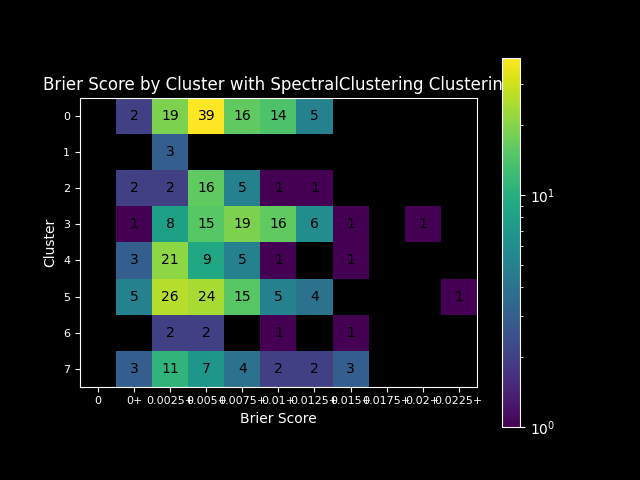 Brier Score by Cluster with SpectralClustering Clusterin
0 2 19 39 16 14 5
1 3
2 2 2 16 5 1 1
3 1 8 15 19 16 6 1 1
4 3 21 9 5 1 1
5 5 26 24 15 5 4 1
6 2 2 1 1
7 3 11 7 4 2 2 3
0 0+ 0.0025+ 0.005+ 0.0075+ 0.01+ 0.0125+ 0.015+ 0.0175+ 0.02+ 0.0225+
Brier Score
Cluster
10¹
10⁰